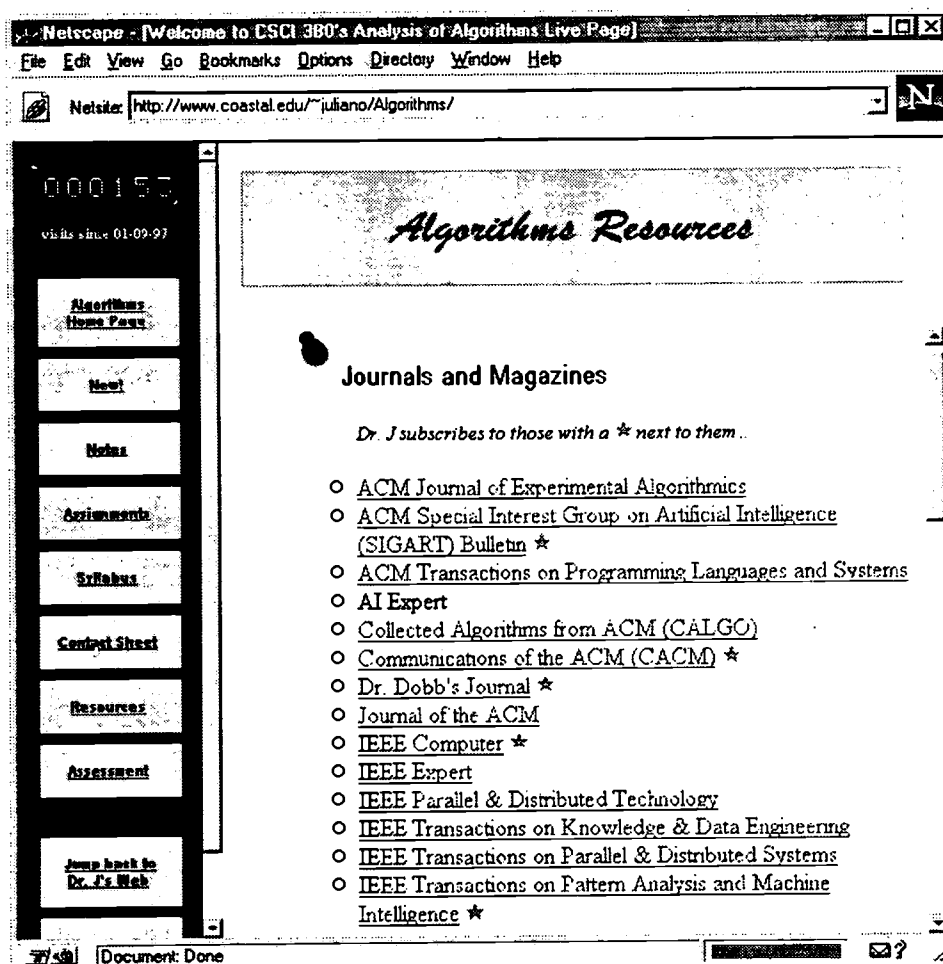 Netscape - [Welcome to CSCI 380's Analysis of Algorithms Live Page]
File Edit View Go Bookmarks Options Directory Window Help
Netsite: http://www.coastal.edu/~juliano/Algorithms/
N
visits since 01-09-97
Algorithms
Home Page
New!
Notes
Assignments
Syllabus
Contact Sheet
Resources
Assessment
Jump back to
Dr. J's Web
Algorithms Resources
Journals and Magazines
Dr. J subscribes to those with a ☆ next to them ..
ACM Journal of Experimental Algorithmics
ACM Special Interest Group on Artificial Intelligence
(SIGART) Bulletin ☆
ACM Transactions on Programming Languages and Systems
AI Expert
Collected Algorithms from ACM (CALGO)
Communications of the ACM (CACM) ☆
Dr. Dobb's Journal ☆
Journal of the ACM
IEEE Computer ☆
IEEE Expert
IEEE Parallel & Distributed Technology
IEEE Transactions on Knowledge & Data Engineering
IEEE Transactions on Parallel & Distributed Systems
IEEE Transactions on Pattern Analysis and Machine
Intelligence ☆
Document: Done
?